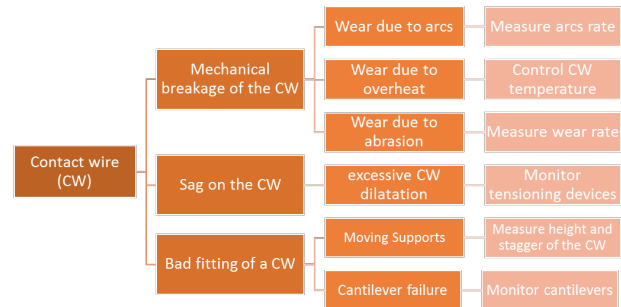 Wear due to arcs
Measure arcs rate
Mechanical
breakage of the CW
Wear due to
overheat
Control CW
temperature
Wear due to
abrasion
Measure wear rate
Contact wire
(CW)
Sag on the CW
excessive CW
dilatation
Monitor
tensioning devices
Bad fitting of a CW
Moving Supports
Measure height and
stagger of the CW
Cantilever failure
Monitor cantilevers